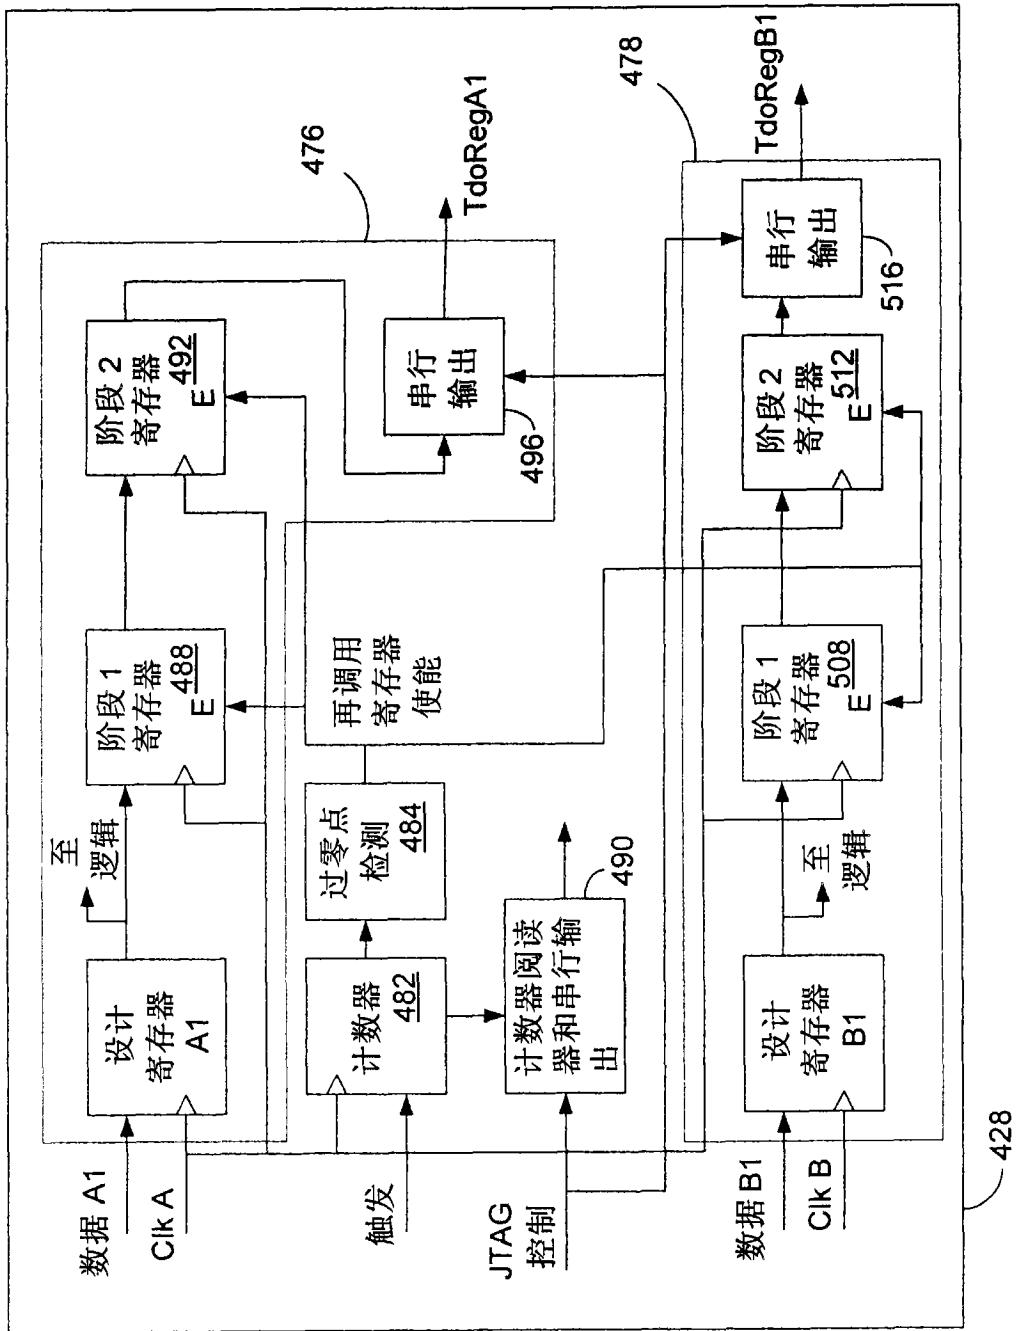 数据 A1
Clk A
设计
寄存器
A1
至
逻辑
阶段 1
寄存器
488
E
阶段 2
寄存器
492
E
476
TdoRegA1
串行
输出
496
触发
计数器
482
过零点
检测
484
再调用
寄存器
使能
JTAG
控制
计数器阅读
器和串行输
出
490
数据 B1
Clk B
设计
寄存器
B1
至
逻辑
阶段 1
寄存器
508
E
阶段 2
寄存器
512
E
串行
输出
516
478
TdoRegB1
428